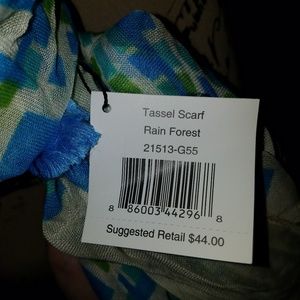 Tassel Scarf
Rain Forest
21513-G55
8 86003 44296 8
Suggested Retail $44.00